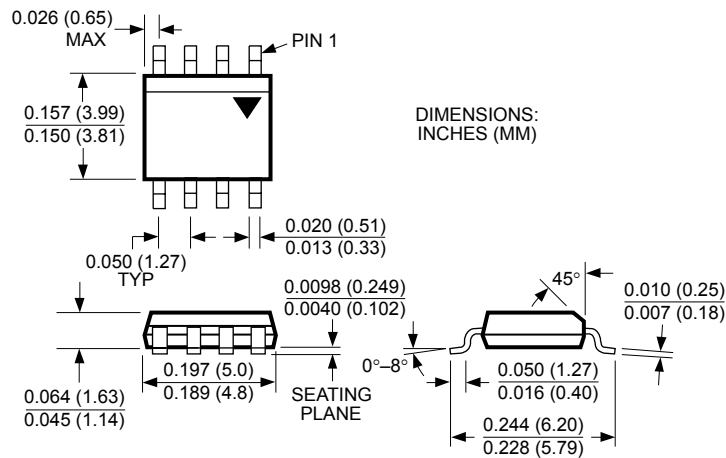 0.026 (0.65)
MAX
PIN 1
0.157 (3.99)
0.150 (3.81)
DIMENSIONS:
INCHES (MM)
0.020 (0.51)
0.013 (0.33)
0.050 (1.27)
TYP
0.0098 (0.249)
0.0040 (0.102)
45°
0.010 (0.25)
0.007 (0.18)
0°–8°
0.064 (1.63)
0.045 (1.14)
0.197 (5.0)
0.189 (4.8)
SEATING
PLANE
0.050 (1.27)
0.016 (0.40)
0.244 (6.20)
0.228 (5.79)